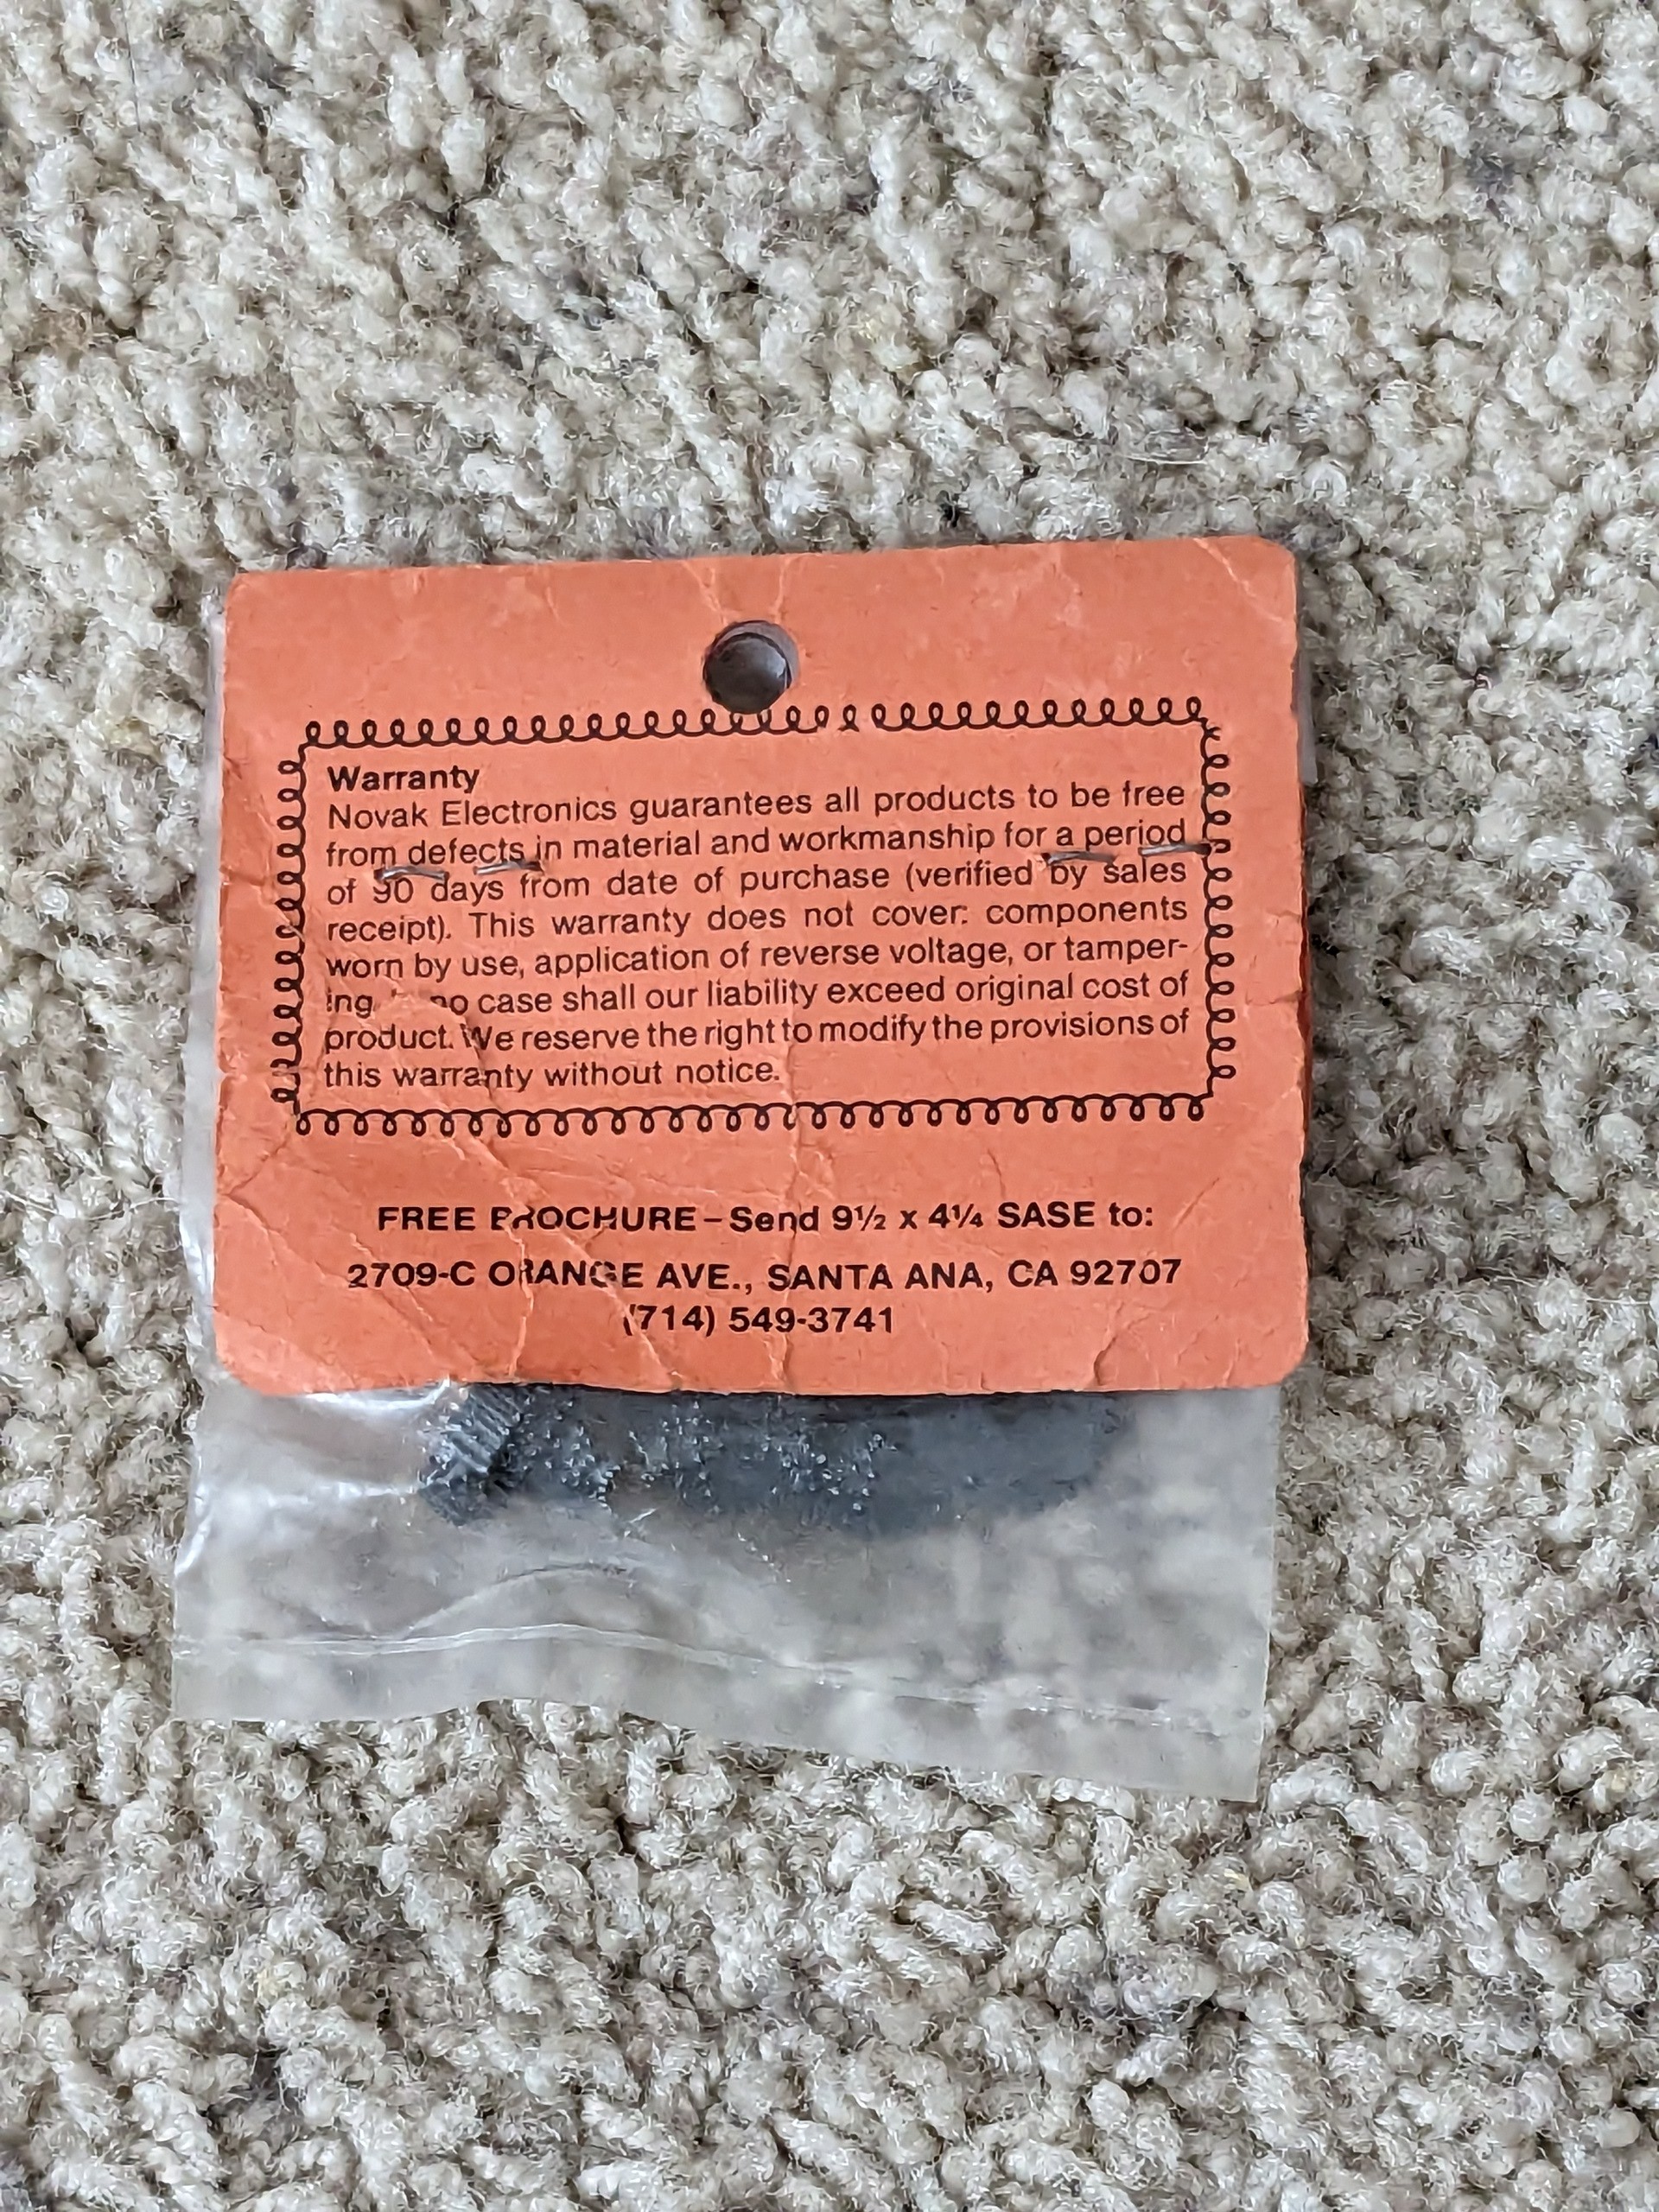 Warranty
Novak Electronics guarantees all products to be free
from defects in material and workmanship for a period
of 90 days from date of purchase (verified by sales
receipt). This warranty does not cover: components
worn by use, application of reverse voltage, or tamper-
ing. no case shall our liability exceed original cost of
product. We reserve the right to modify the provisions of
this warranty without notice.
FREE BROCHURE – Send 9½ x 4¼ SASE to:
2709-C ORANGE AVE., SANTA ANA, CA 92707
(714) 549-3741